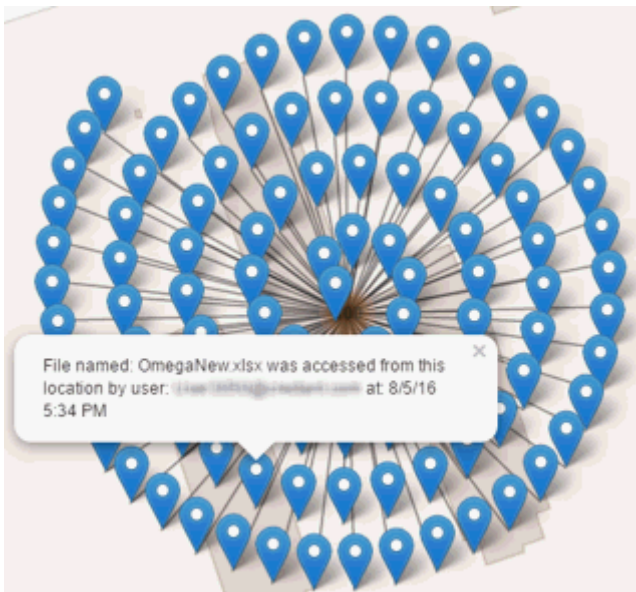 File named: OmegaNew.xlsx was accessed from this
location by user: at: 8/5/16
5:34 PM